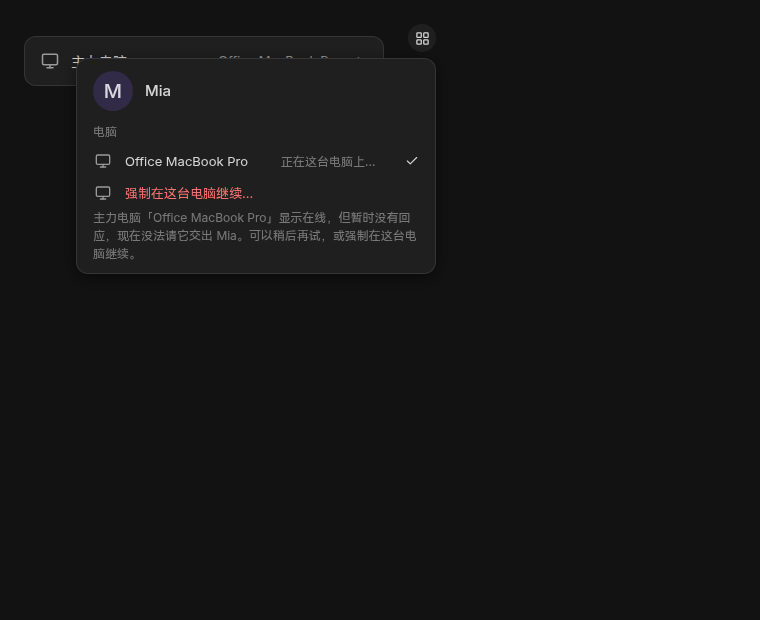 M
Mia
电脑
Office MacBook Pro
正在这台电脑上…
强制在这台电脑继续…
主力电脑「Office MacBook Pro」显示在线，但暂时没有回
应，现在没法请它交出 Mia。可以稍后再试，或强制在这台电
脑继续。